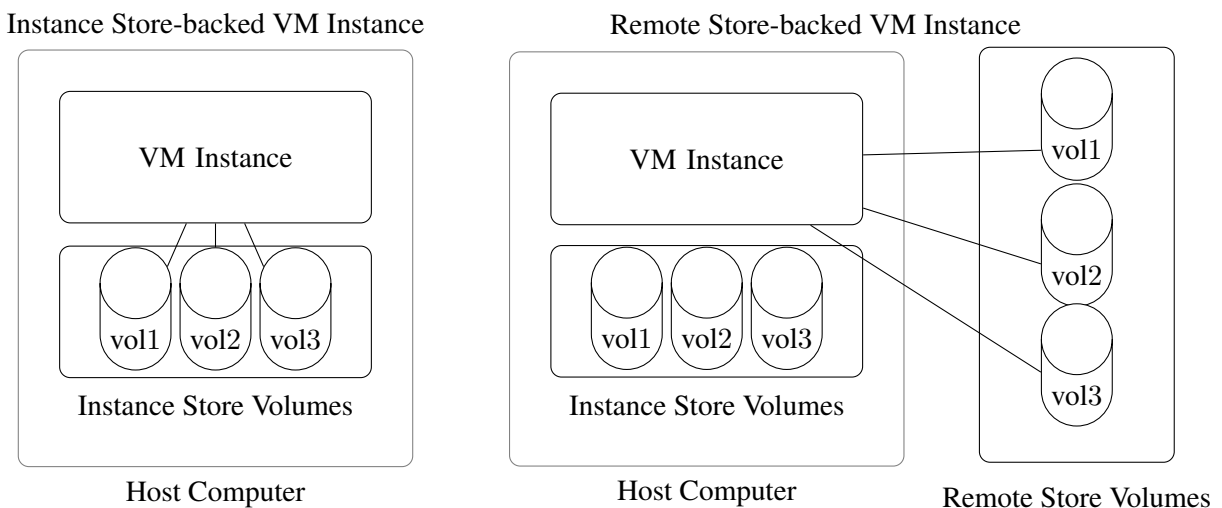 Instance Store-backed VM Instance
VM Instance
vol1 vol2 vol3
Instance Store Volumes
Host Computer
Remote Store-backed VM Instance
VM Instance
vol1 vol2 vol3
Instance Store Volumes
Host Computer
vol1
vol2
vol3
Remote Store Volumes